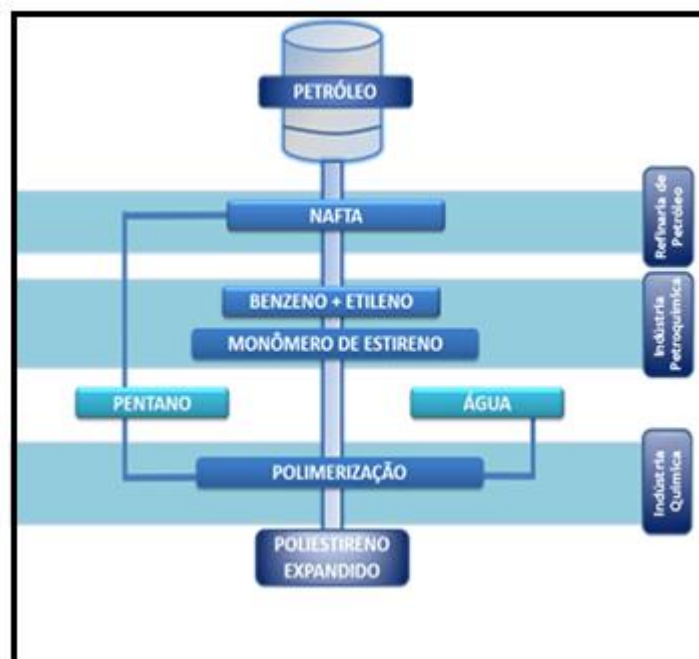 PETRÓLEO
NAFTA
Refinaria de
Petróleo
BENZENO + ETILENO
MONÔMERO DE ESTIRENO
Indústria
Petroquímica
PENTANO
ÁGUA
POLIMERIZAÇÃO
Indústria
Química
POLIESTIRENO
EXPANDIDO